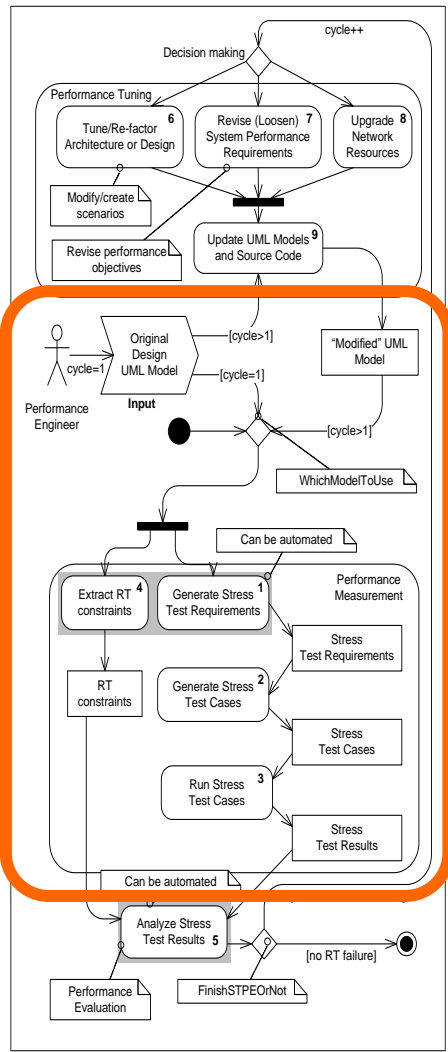 cycle++
Decision making
Performance Tuning
6
Tune/Re-factor
Architecture or Design
7
Revise (Loosen)
System Performance
Requirements
8
Upgrade
Network
Resources
Modify/create
scenarios
Revise performance
objectives
Update UML Models
and Source Code
9
Original
Design
UML Model
Input
cycle=1
Performance
Engineer
[cycle>1]
[cycle=1]
“Modified” UML
Model
[cycle>1]
WhichModelToUse
Can be automated
Performance
Measurement
Extract RT
constraints
4
Generate Stress
Test Requirements
1
Stress
Test Requirements
RT
constraints
Generate Stress
Test Cases
2
Stress
Test Cases
Run Stress
Test Cases
3
Stress
Test Results
Can be automated
Analyze Stress
Test Results
5
[no RT failure]
Performance
Evaluation
FinishSTPEOrNot